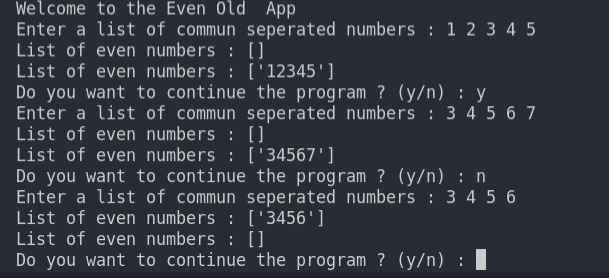 Welcome to the Even Old  App
Enter a list of commun seperated numbers : 1 2 3 4 5
List of even numbers : []
List of even numbers : ['12345']
Do you want to continue the program ? (y/n) : y
Enter a list of commun seperated numbers : 3 4 5 6 7
List of even numbers : []
List of even numbers : ['34567']
Do you want to continue the program ? (y/n) : n
Enter a list of commun seperated numbers : 3 4 5 6
List of even numbers : ['3456']
List of even numbers : []
Do you want to continue the program ? (y/n) :